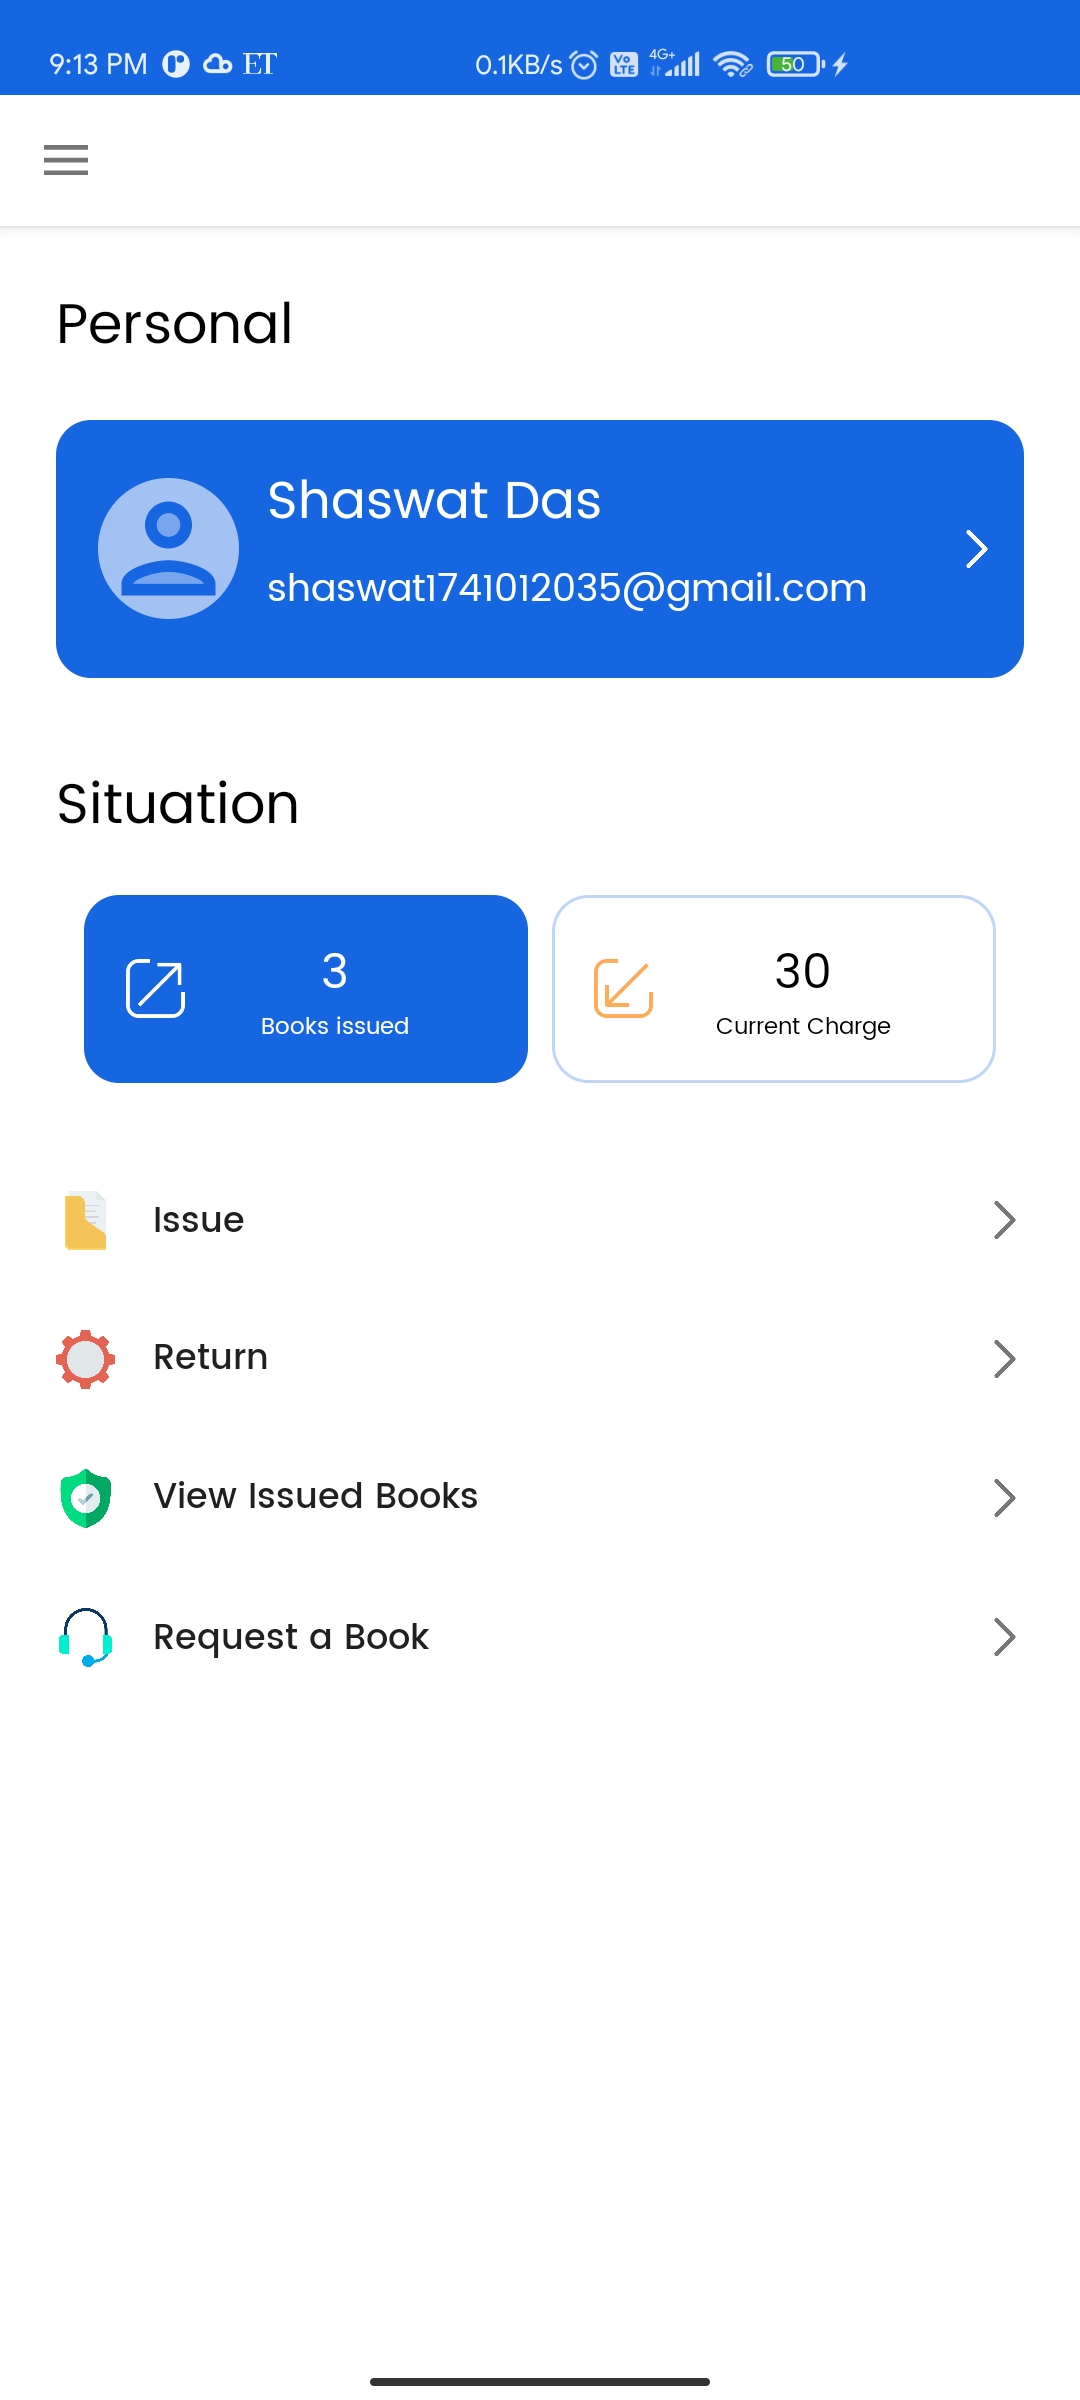 9:13 PM ET 0.1KB/s Vo LTE 4G+ 50
Personal
Shaswat Das
shaswat1741012035@gmail.com
Situation
3
Books issued
30
Current Charge
Issue
Return
View Issued Books
Request a Book